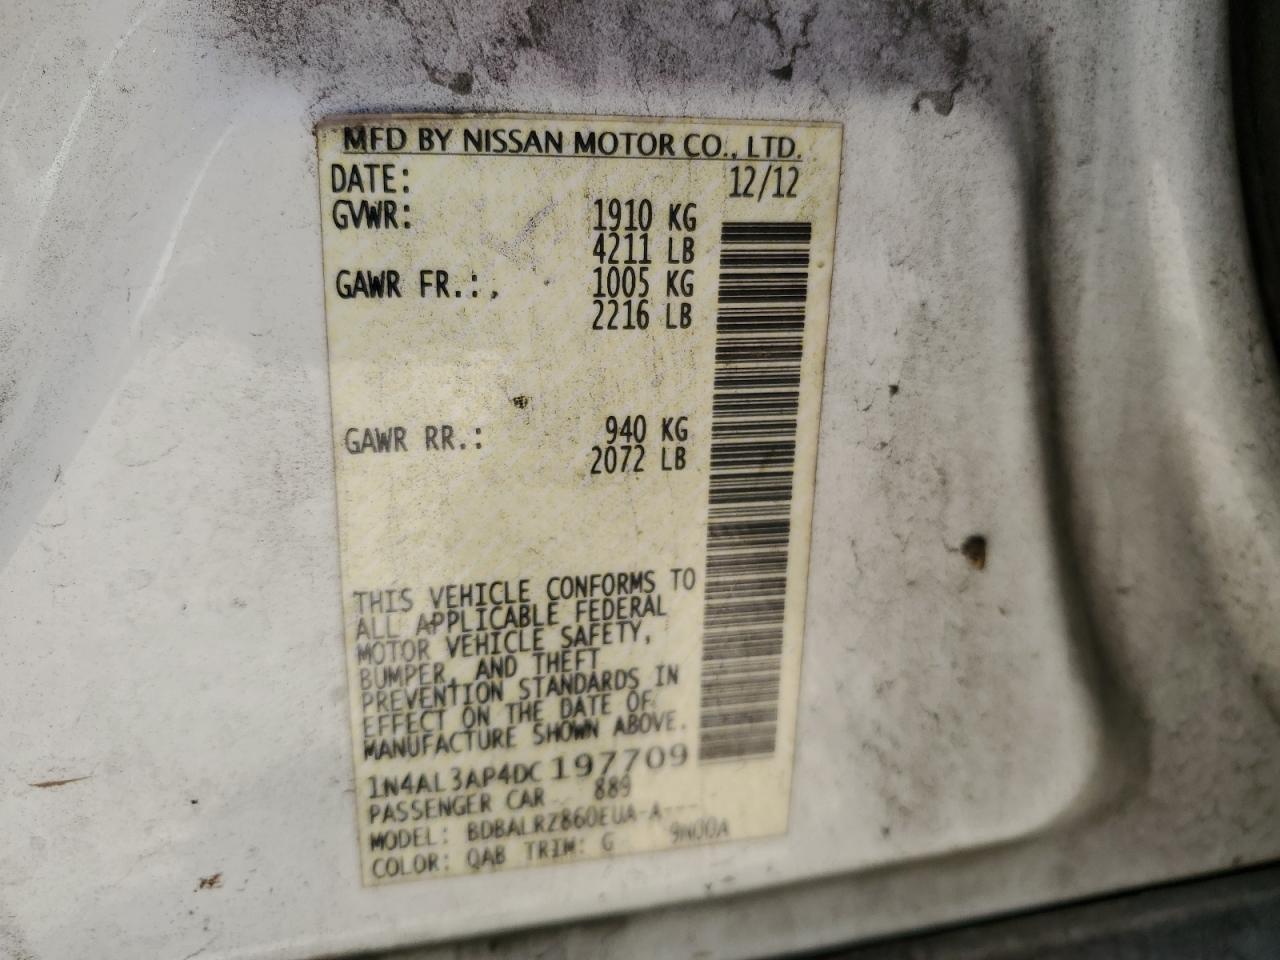 MFD BY NISSAN MOTOR CO., LTD.
DATE: 12/12
GVWR: 1910 KG
4211 LB
GAWR FR.: 1005 KG
2216 LB
GAWR RR.: 940 KG
2072 LB
THIS VEHICLE CONFORMS TO
ALL APPLICABLE FEDERAL
MOTOR VEHICLE SAFETY,
BUMPER, AND THEFT
PREVENTION STANDARDS IN
EFFECT ON THE DATE OF
MANUFACTURE SHOWN ABOVE.
1N4AL3AP4DC197709
PASSENGER CAR 889
MODEL: BDBALRZ860EUA-A---
COLOR: QAB TRIM: G 9N00A